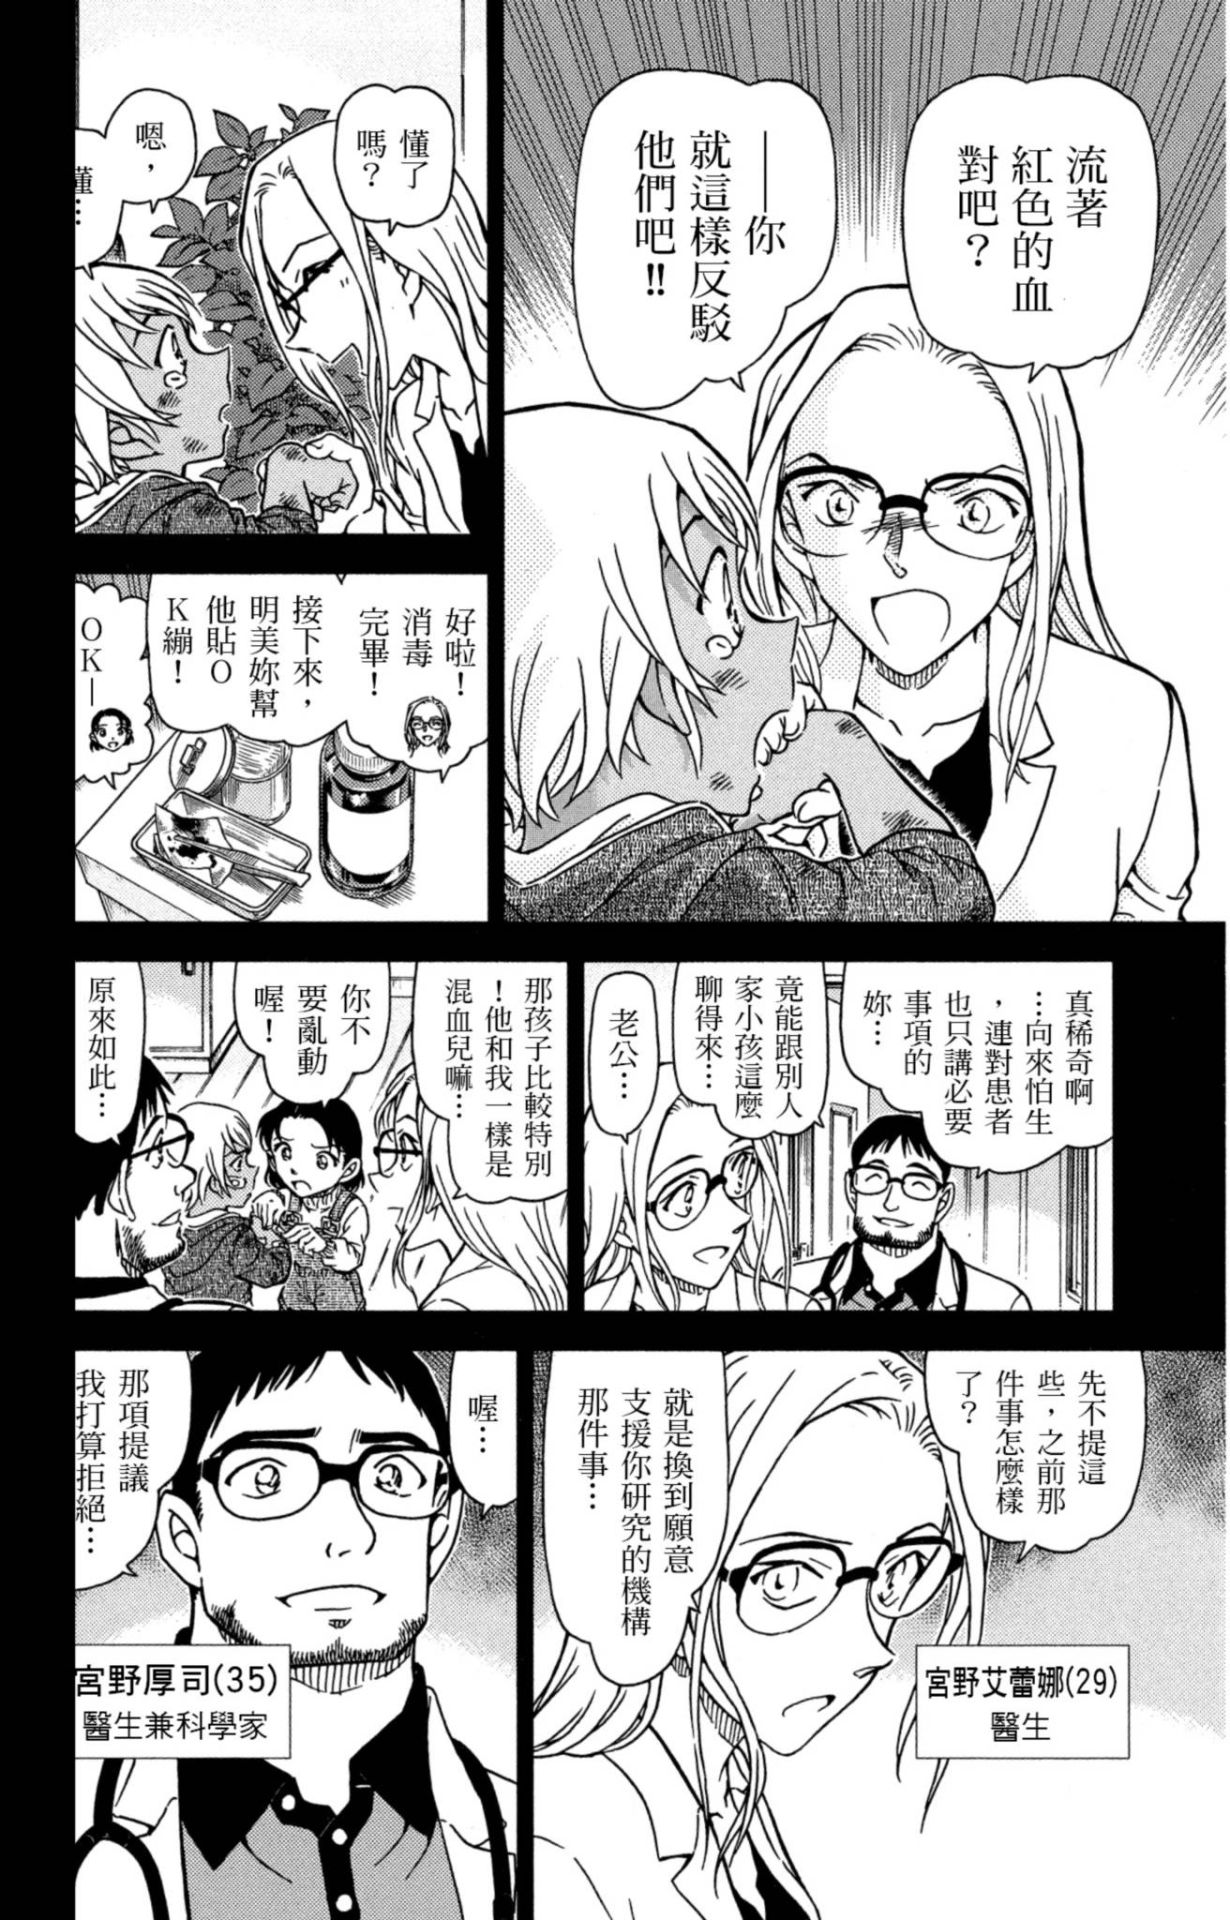 流著
紅色的血
對吧？
——你
就這樣反駁
他們吧!!
懂了
嗎？
嗯，
懂…
好啦！
消毒
完畢！
接下來，
明美妳幫
他貼O
K繃！
OK—
真稀奇啊
…向來怕生
，連對患者
也只講必要
事項的
妳…
竟能跟別人
家小孩這麼
聊得來…
老公…
那孩子比較特別
！他和我一樣是
混血兒嘛…
你不
要亂動
喔！
原來如此…
先不提這
些，之前那
件事怎麼樣
了？
就是換到願意
支援你研究的機構
那件事…
宮野艾蕾娜(29)
醫生
喔…
那項提議
我打算拒絕…
宮野厚司(35)
醫生兼科學家